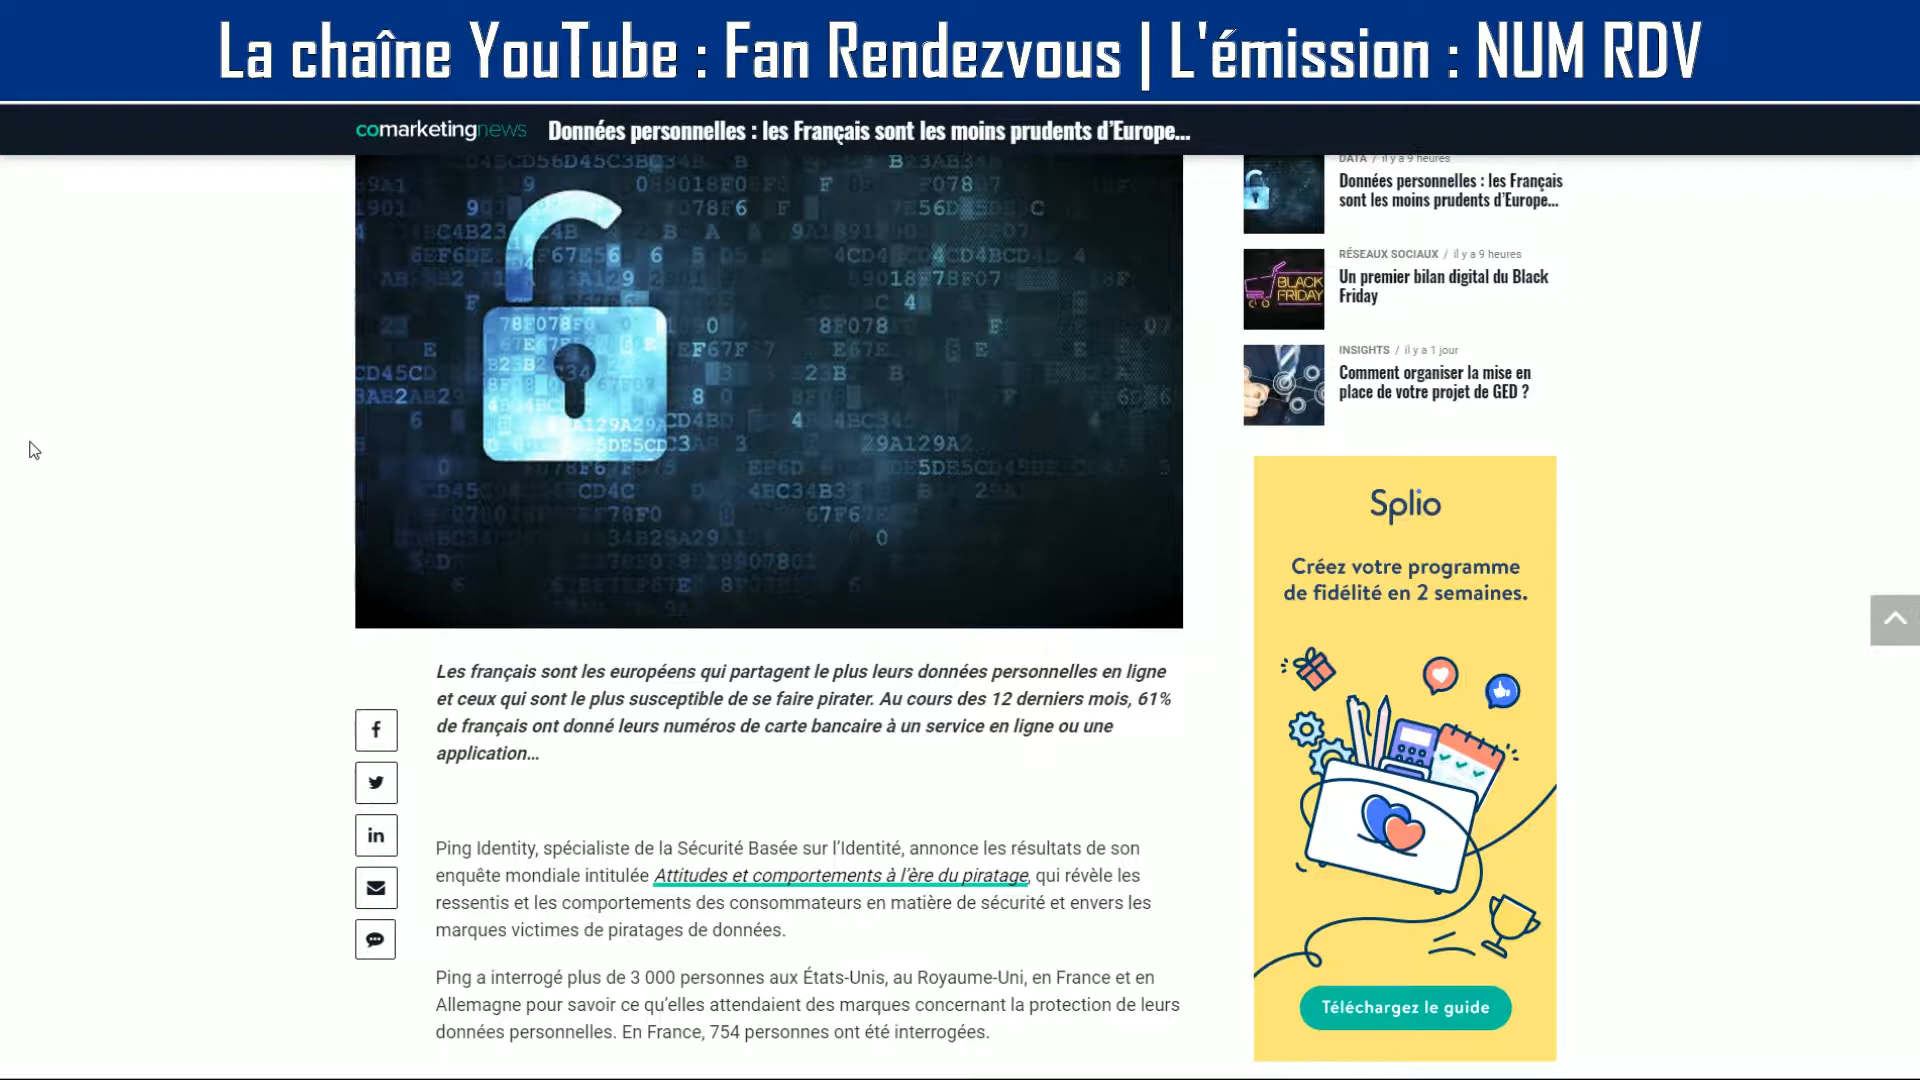 La chaîne YouTube : Fan Rendezvous | L'émission : NUM RDV
comarketingnews
Données personnelles : les Français sont les moins prudents d’Europe...
DATA / il y a 9 heures
Données personnelles : les Français
sont les moins prudents d’Europe...
RÉSEAUX SOCIAUX / il y a 9 heures
Un premier bilan digital du Black
Friday
BLACK
FRIDAY
INSIGHTS / il y a 1 jour
Comment organiser la mise en
place de votre projet de GED ?
Les français sont les européens qui partagent le plus leurs données personnelles en ligne
et ceux qui sont le plus susceptible de se faire pirater. Au cours des 12 derniers mois, 61%
de français ont donné leurs numéros de carte bancaire à un service en ligne ou une
application…
Ping Identity, spécialiste de la Sécurité Basée sur l’Identité, annonce les résultats de son
enquête mondiale intitulée Attitudes et comportements à l’ère du piratage, qui révèle les
ressentis et les comportements des consommateurs en matière de sécurité et envers les
marques victimes de piratages de données.
Ping a interrogé plus de 3 000 personnes aux États-Unis, au Royaume-Uni, en France et en
Allemagne pour savoir ce qu’elles attendaient des marques concernant la protection de leurs
données personnelles. En France, 754 personnes ont été interrogées.
Splio
Créez votre programme
de fidélité en 2 semaines.
Téléchargez le guide